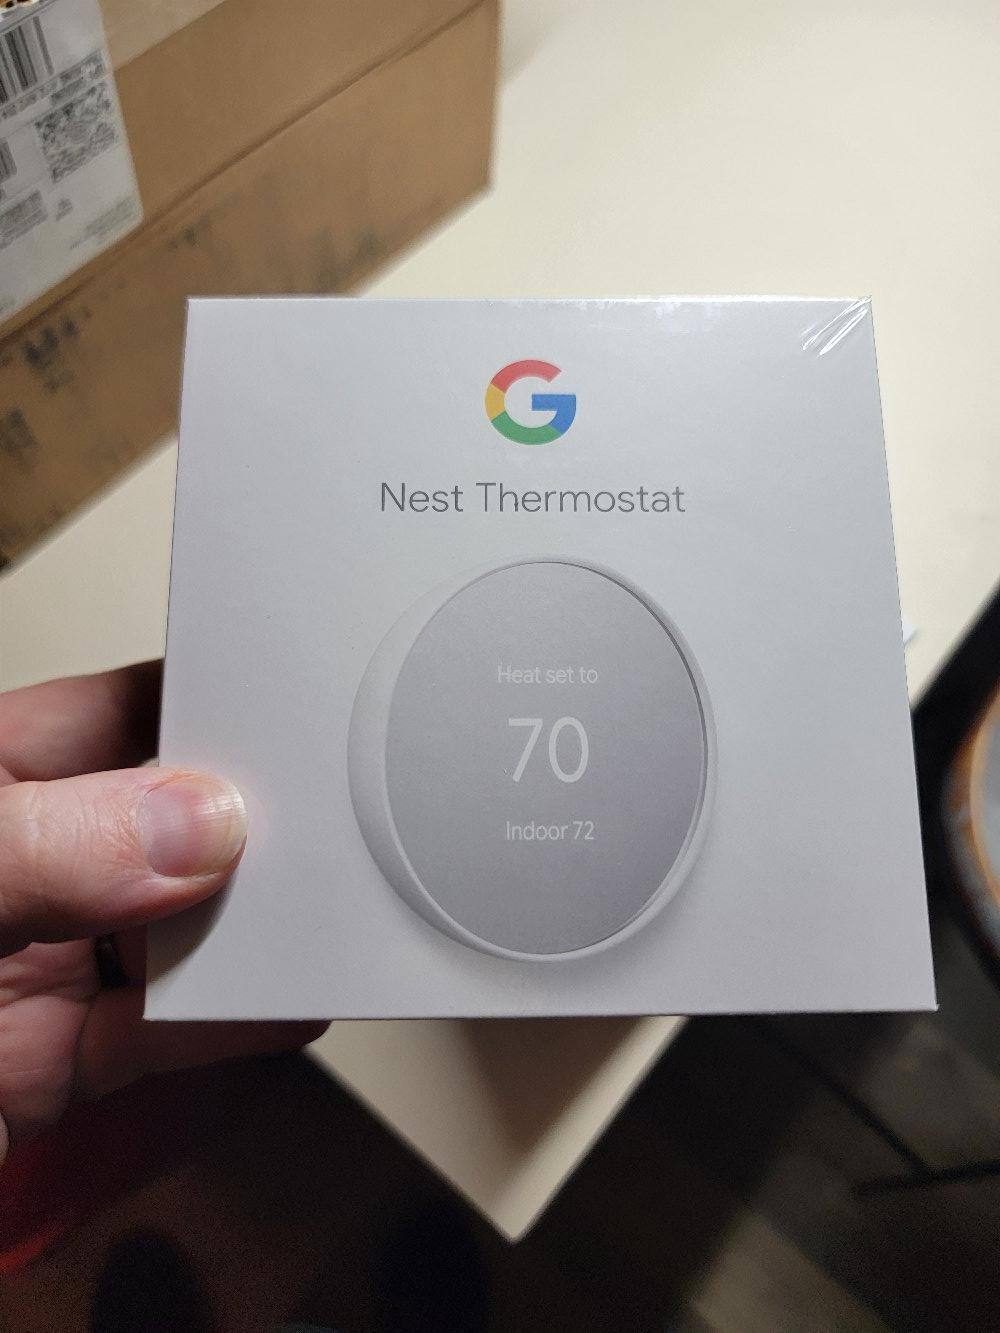 Nest Thermostat
Heat set to
70
Indoor 72